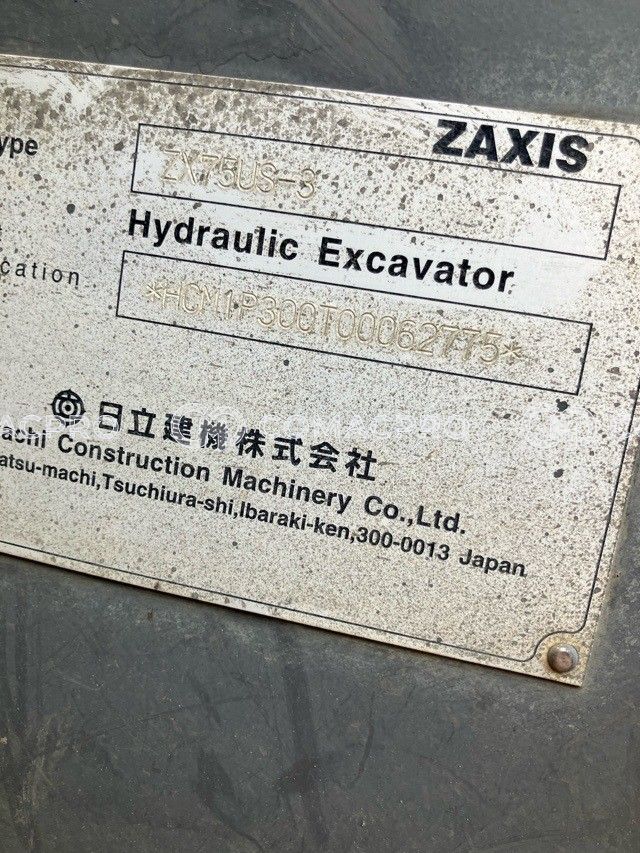 ZAXIS
ype
ZX75US-3
Hydraulic Excavator
cation
*HCM1P300T00062775*
日立建機株式会社
achi Construction Machinery Co.,Ltd.
atsu-machi,Tsuchiura-shi,Ibaraki-ken,300-0013 Japan